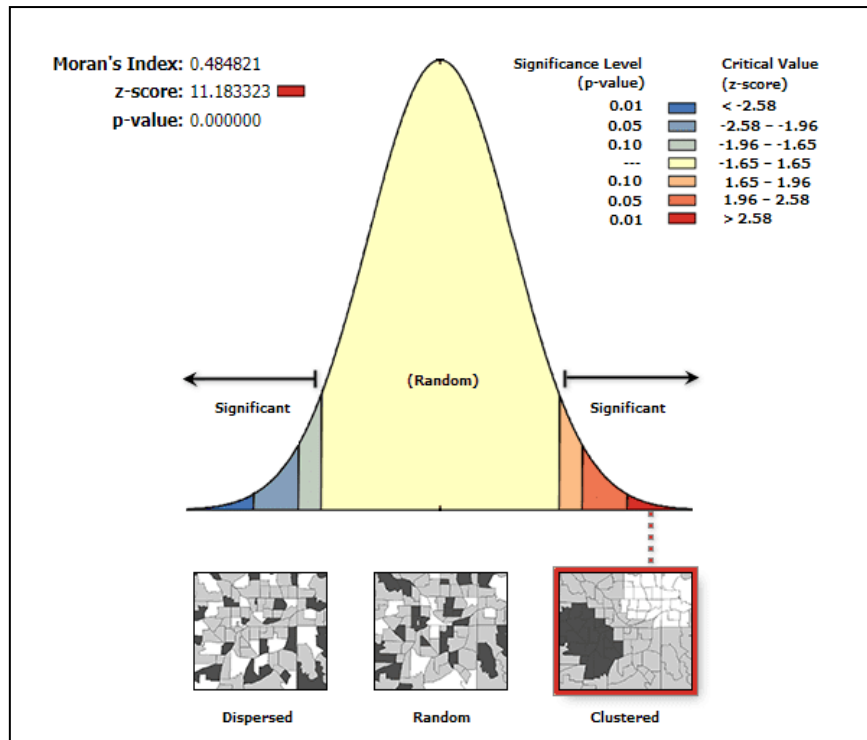 Moran's Index: 0.484821
z-score: 11.183323
p-value: 0.000000
Significance Level
(p-value)
Critical Value
(z-score)
0.01 < -2.58
0.05 -2.58 – -1.96
0.10 -1.96 – -1.65
--- -1.65 – 1.65
0.10 1.65 – 1.96
0.05 1.96 – 2.58
0.01 > 2.58
(Random)
Significant
Significant
Dispersed
Random
Clustered